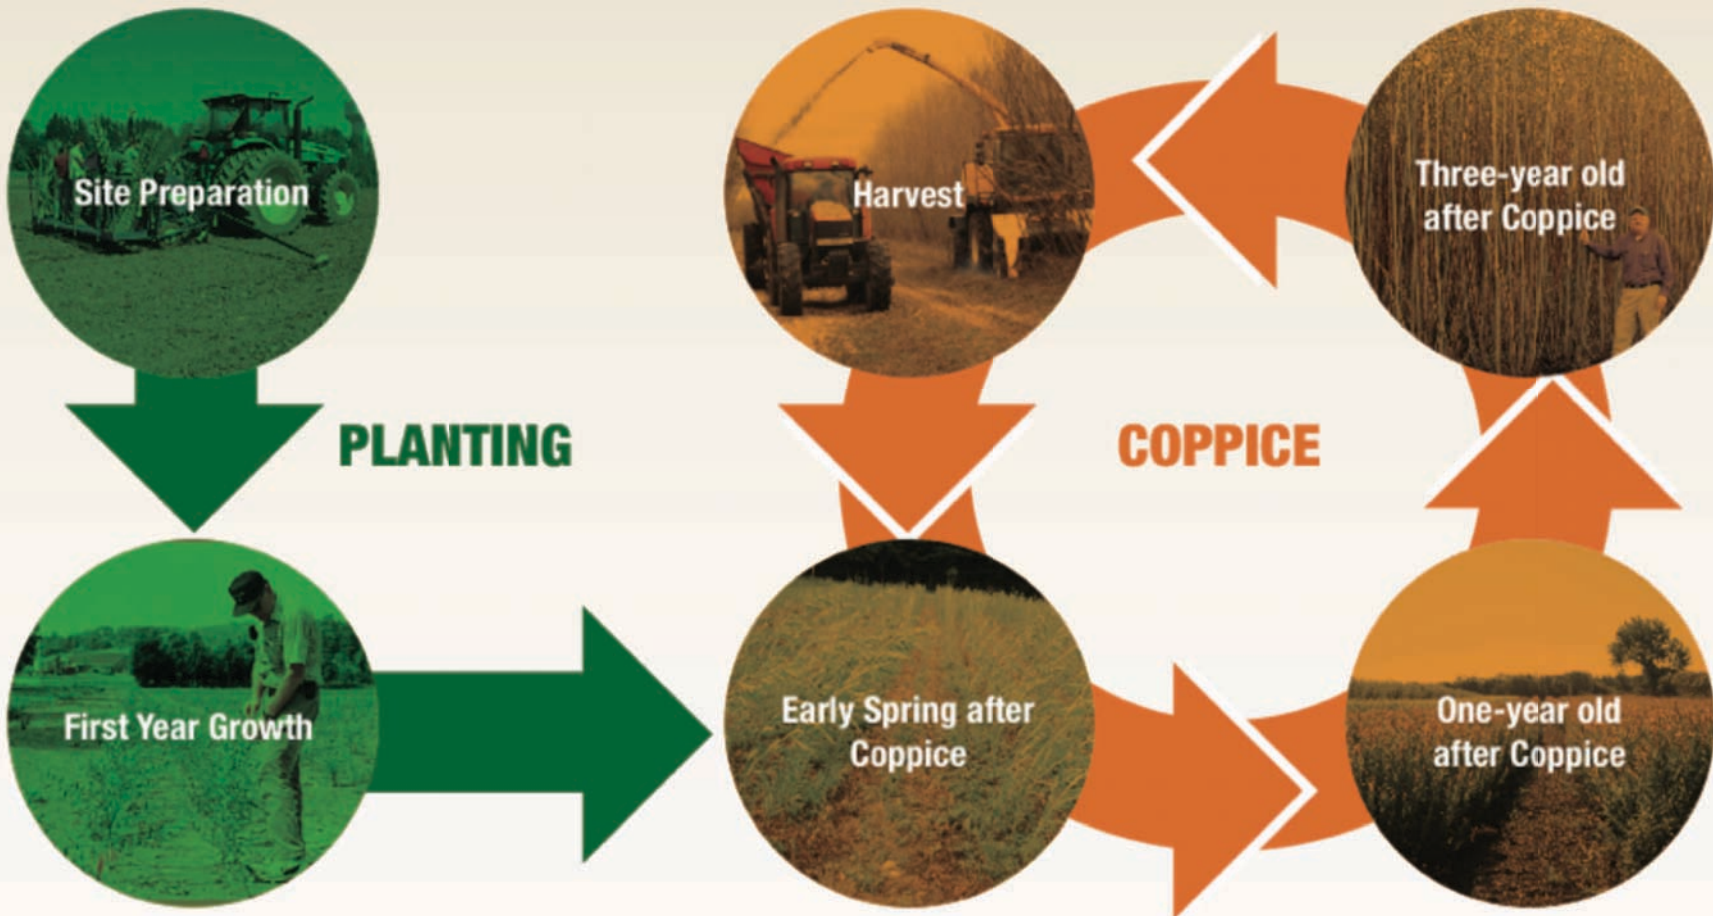 Site Preparation
PLANTING
First Year Growth
Harvest
COPPICE
Early Spring after
Coppice
One-year old
after Coppice
Three-year old
after Coppice